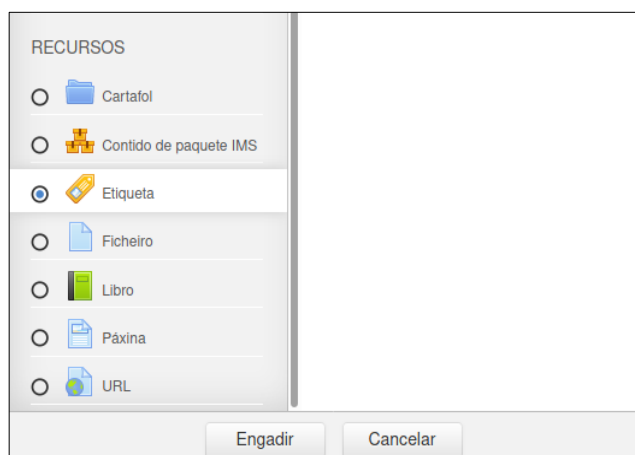 RECURSOS
Cartafol
Contido de paquete IMS
Etiqueta
Ficheiro
Libro
Páxina
URL
Engadir Cancelar